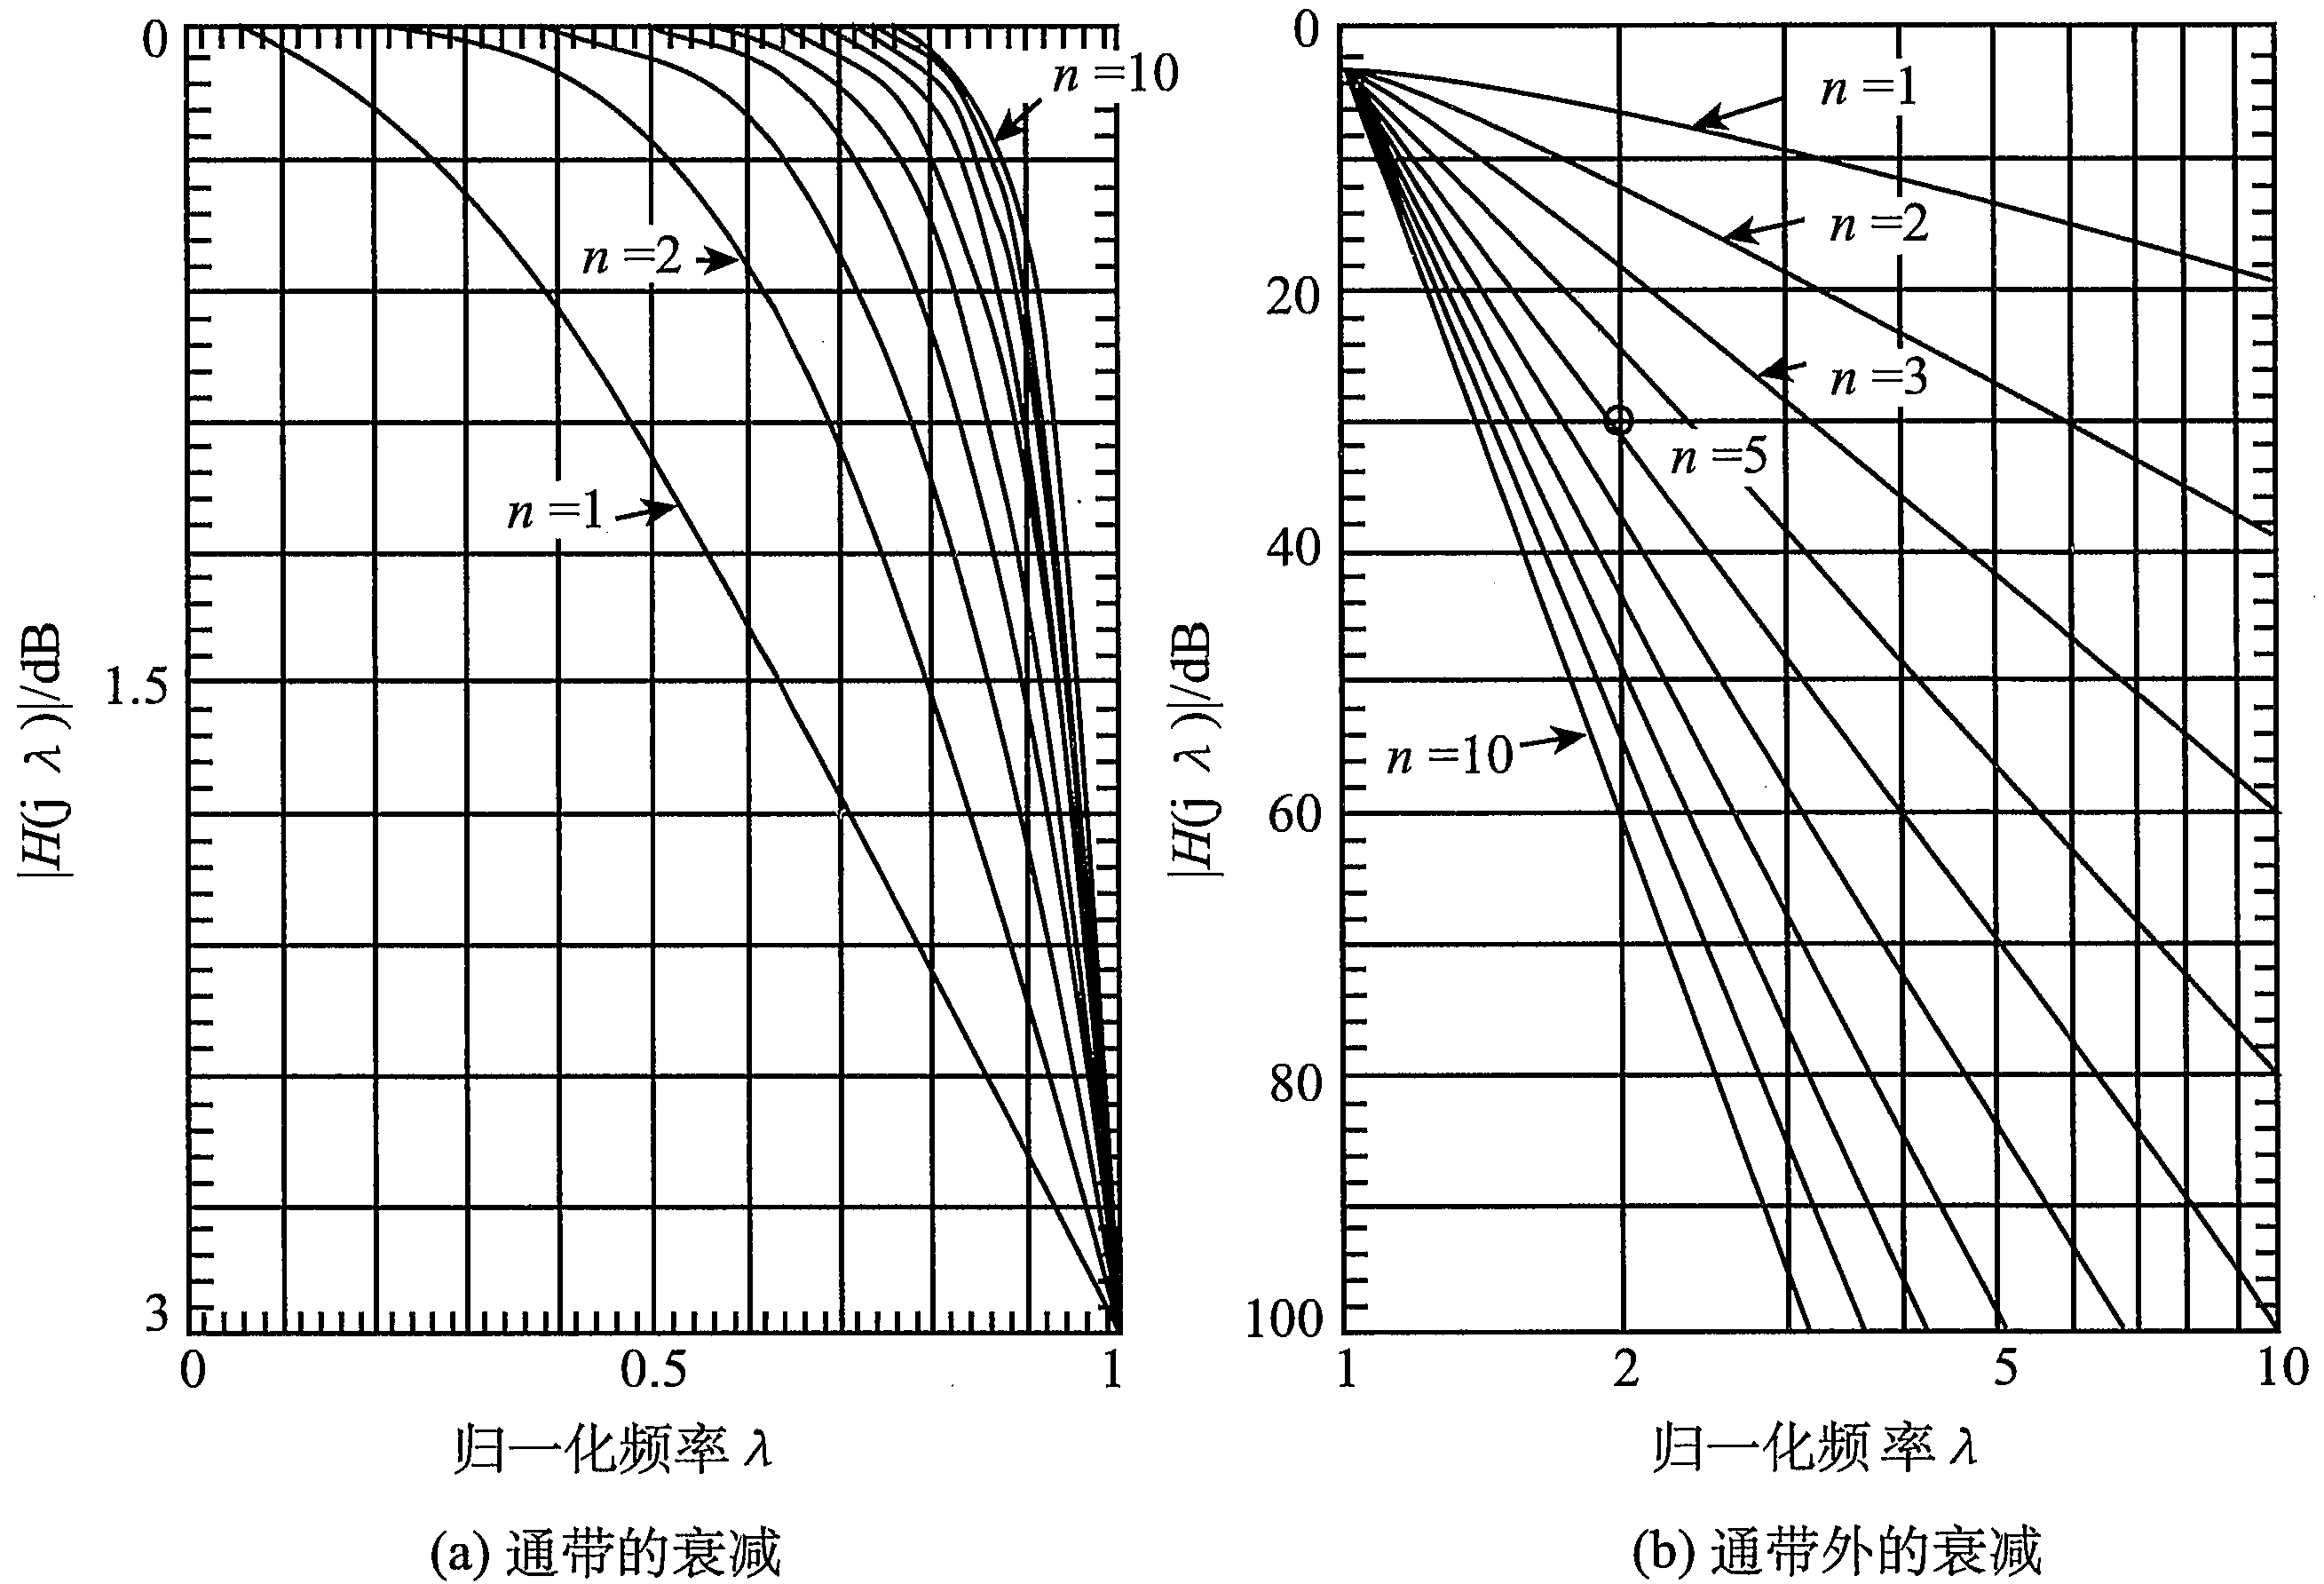 0
1.5
3
|H(j λ)|/dB
n =10
n =2
n =1
0
0.5
1
归一化频率 λ
(a) 通带的衰减
0
20
40
60
80
100
|H(j λ)|/dB
n =1
n =2
n =3
n =5
n =10
1
2
5
10
归一化频率 λ
(b) 通带外的衰减